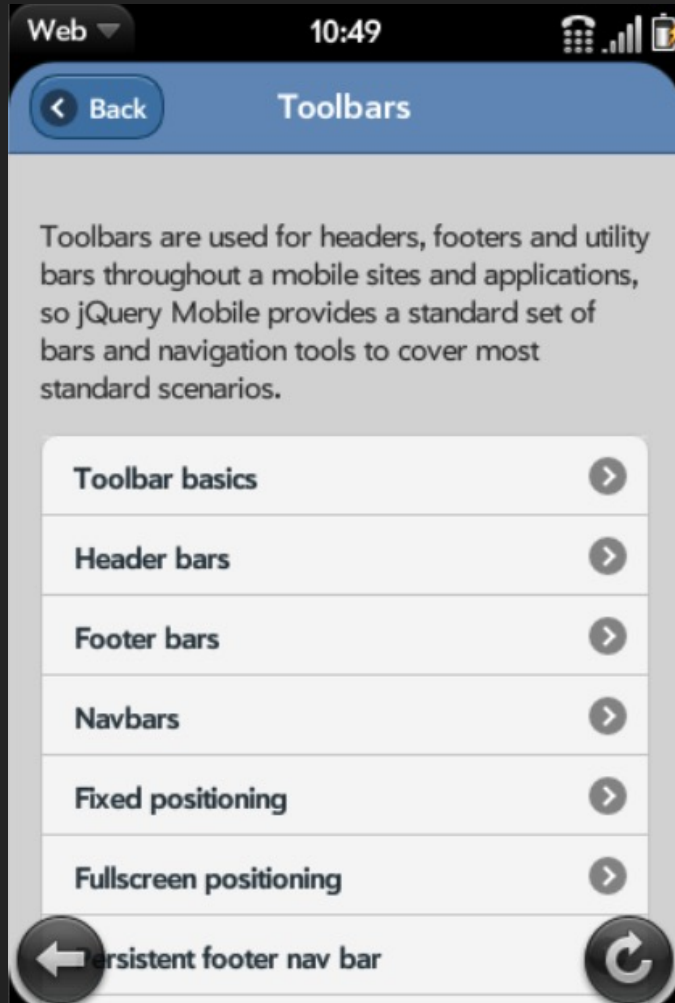 Web 10:49
Back Toolbars
Toolbars are used for headers, footers and utility
bars throughout a mobile sites and applications,
so jQuery Mobile provides a standard set of
bars and navigation tools to cover most
standard scenarios.
Toolbar basics
Header bars
Footer bars
Navbars
Fixed positioning
Fullscreen positioning
ersistent footer nav bar